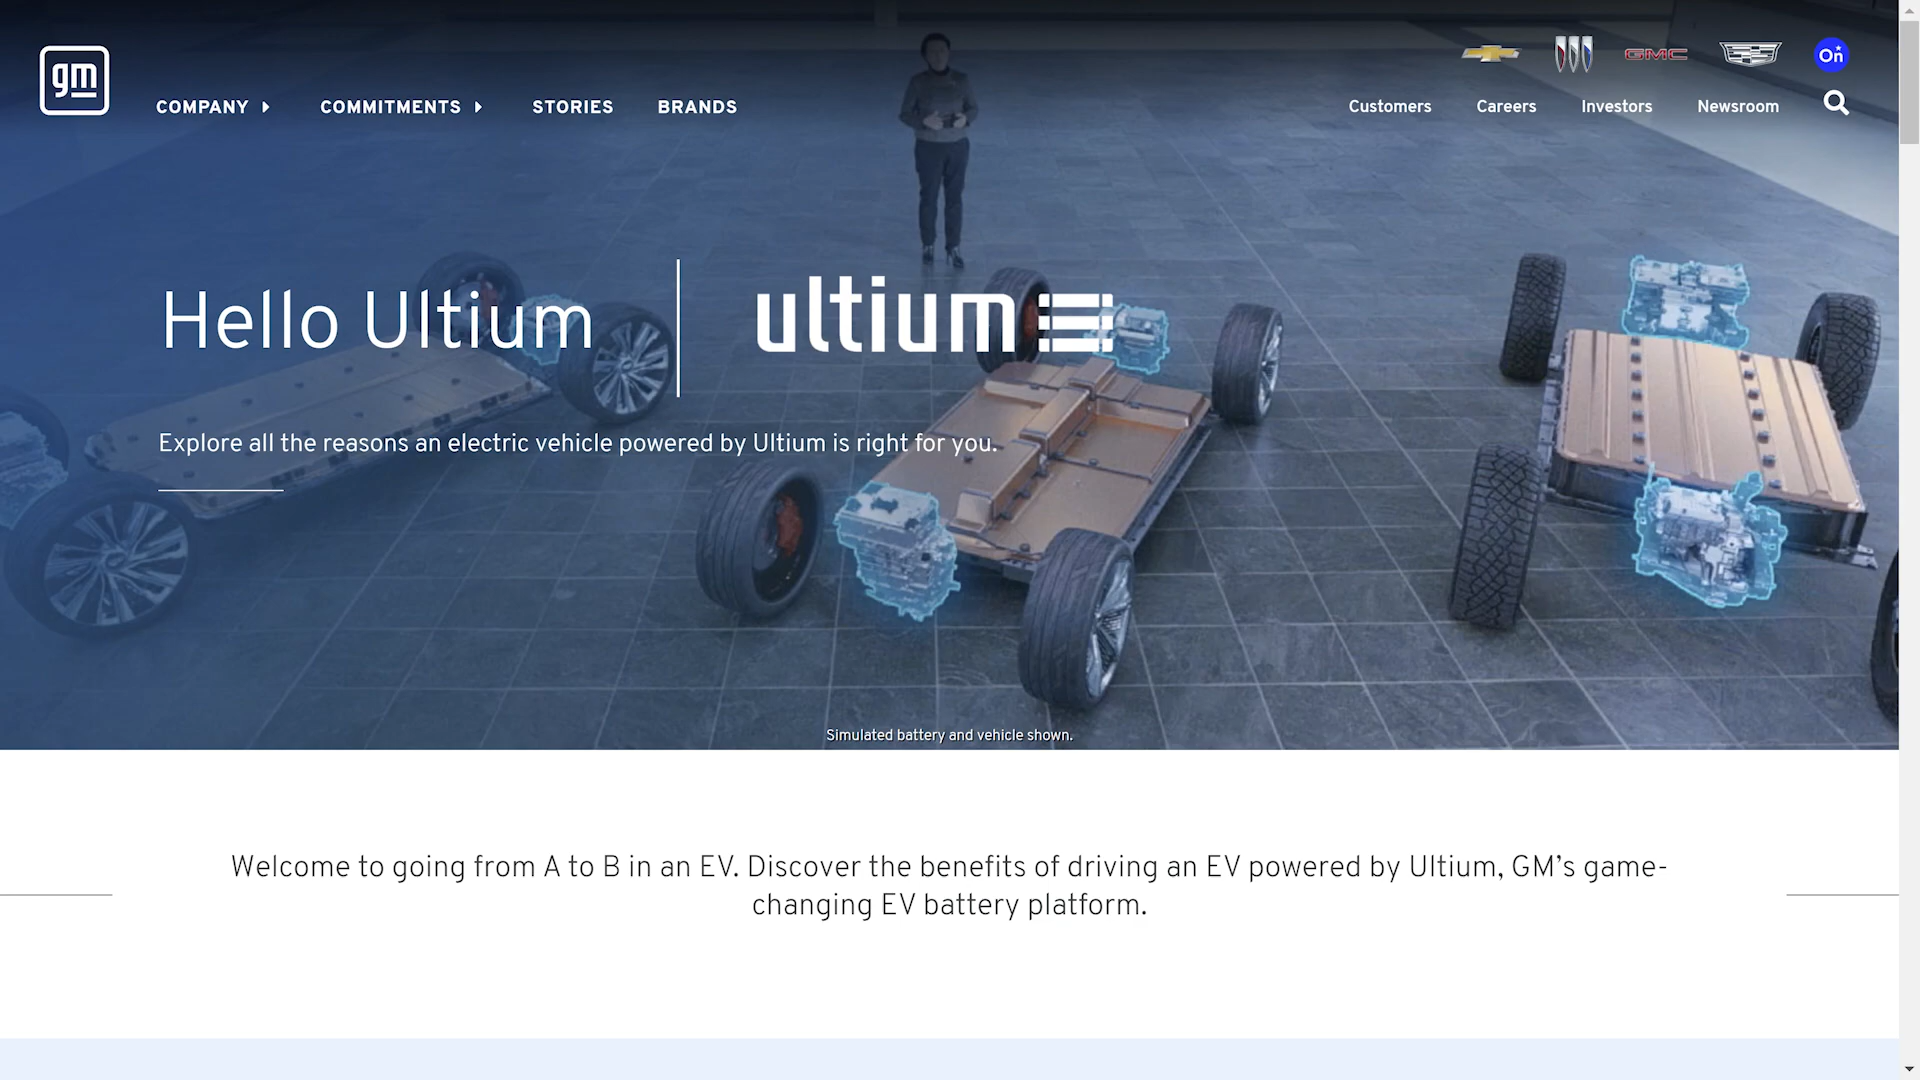 gm
COMPANY
COMMITMENTS
STORIES
BRANDS
GMC
On
Customers
Careers
Investors
Newsroom
Hello Ultium
ultium
Explore all the reasons an electric vehicle powered by Ultium is right for you.
Simulated battery and vehicle shown.
Welcome to going from A to B in an EV. Discover the benefits of driving an EV powered by Ultium, GM’s game-
changing EV battery platform.